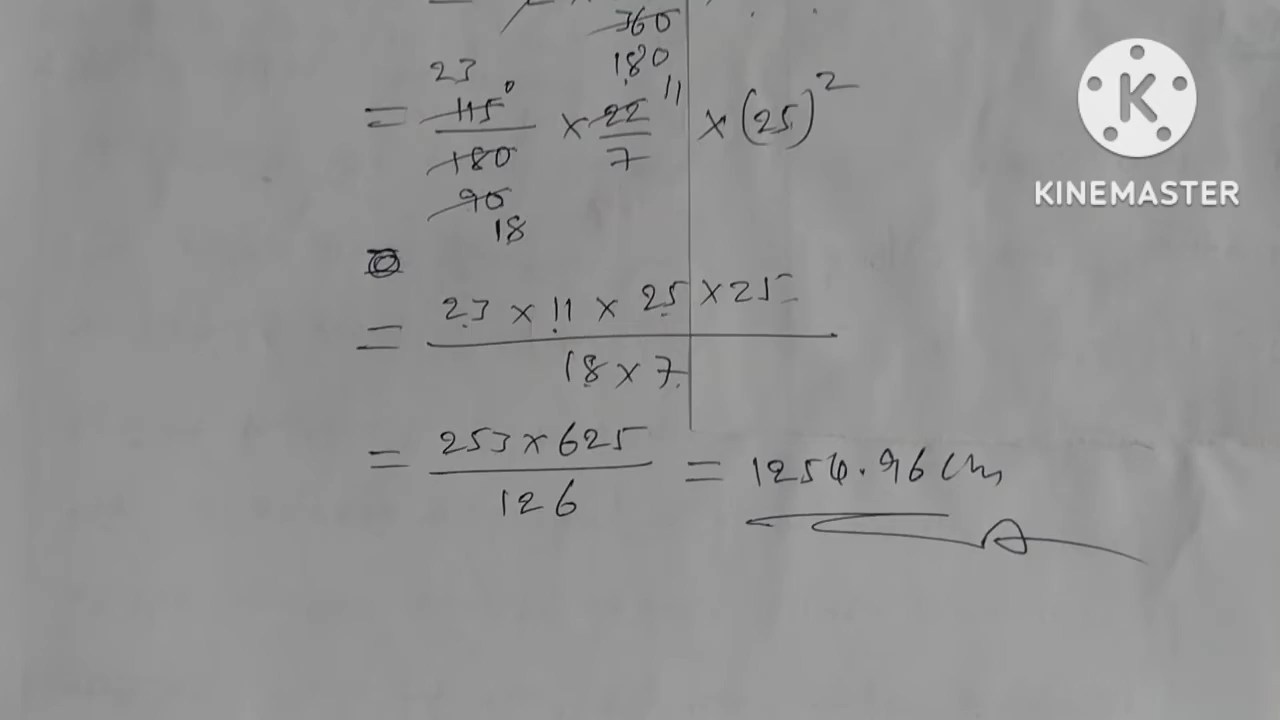 360
23 180
= 115° × 22 11 × (25)²
180 7
90
18
= 23 × 11 × 25 × 25
18 × 7
= 253 × 625 = 1254.96 cm
126
K
KINEMASTER